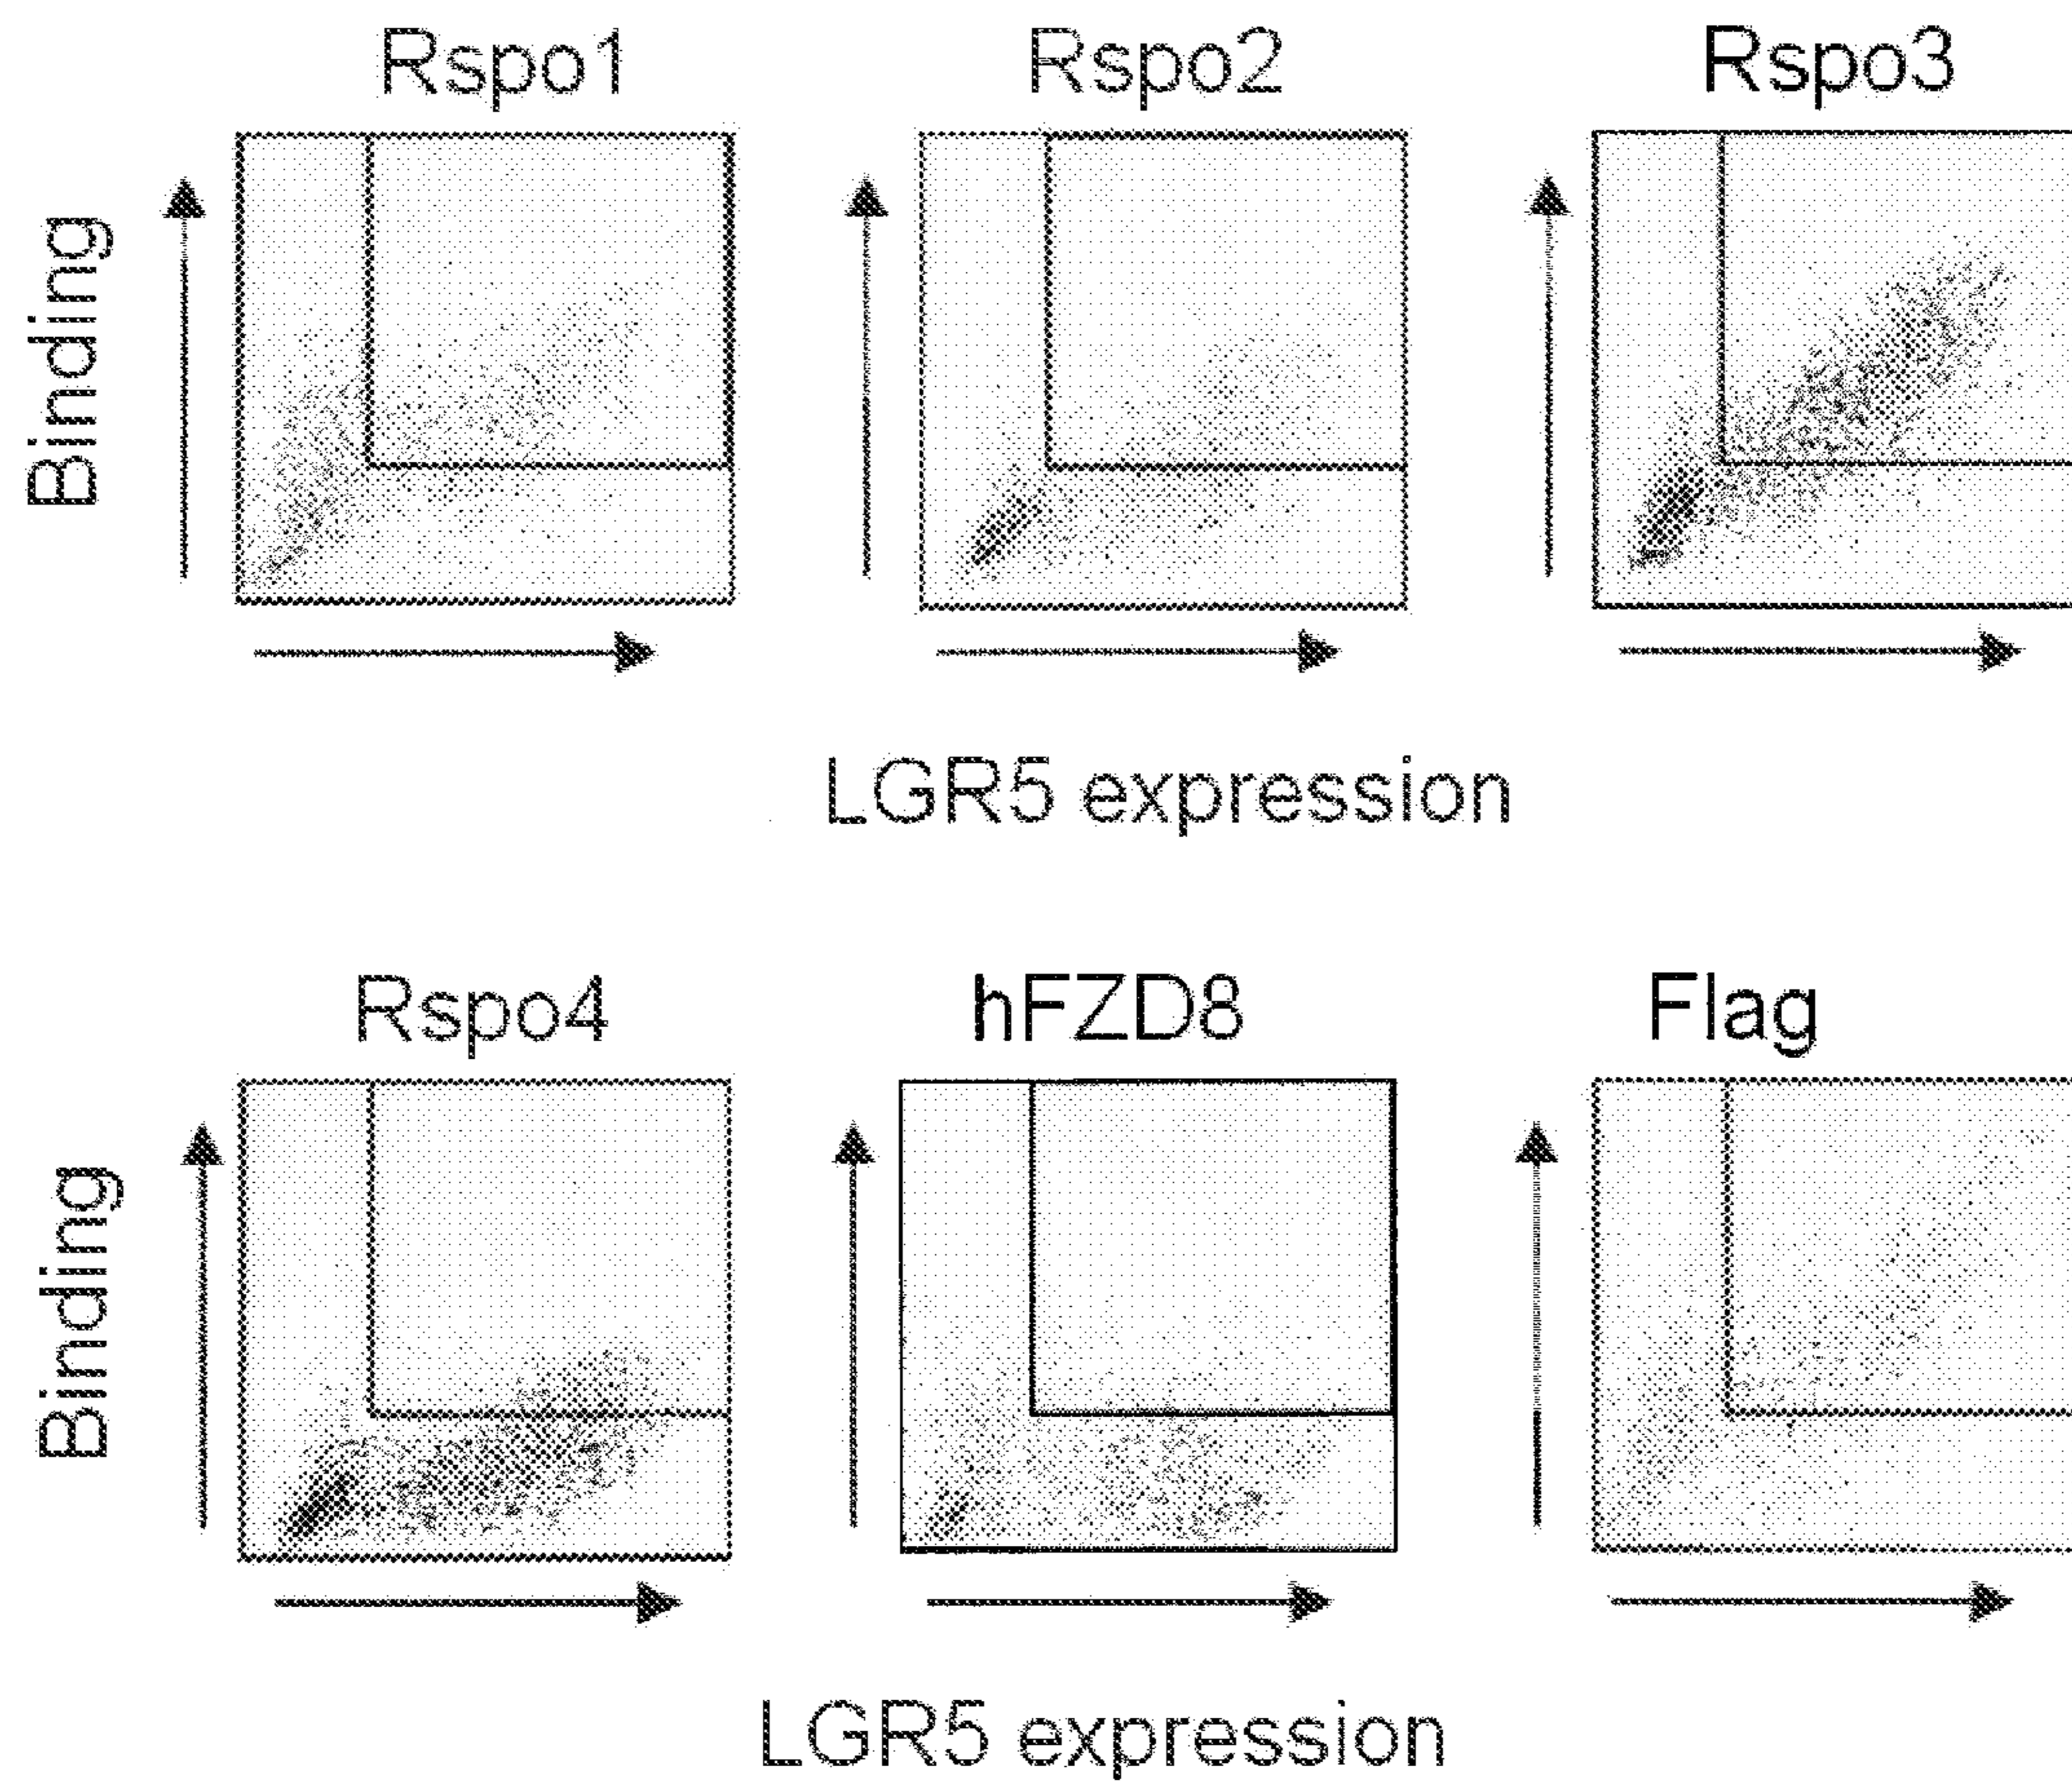 Rspo1 Rspo2 Rspo3
Binding
LGR5 expression
Rspo4 hFZD8 Flag
Binding
LGR5 expression